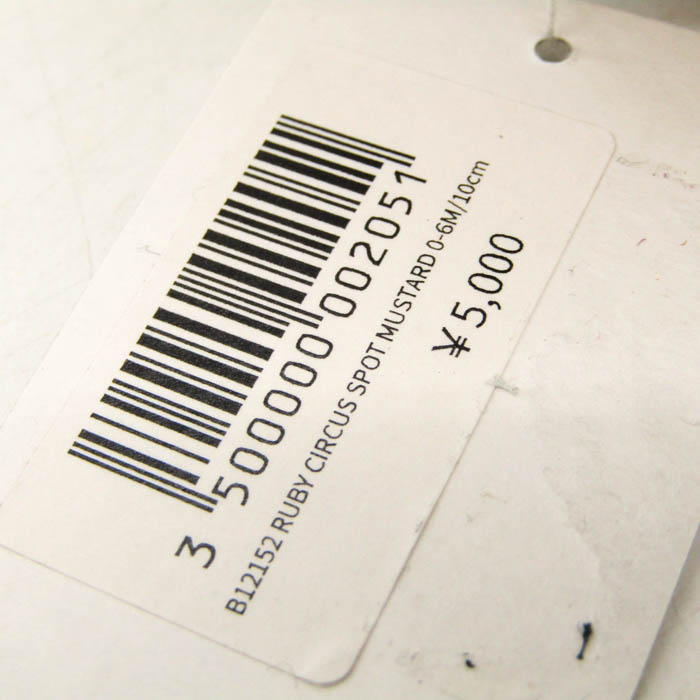 3 500000 002051
B12152 RUBY CIRCUS SPOT MUSTARD 0-6M/10cm
¥5,000